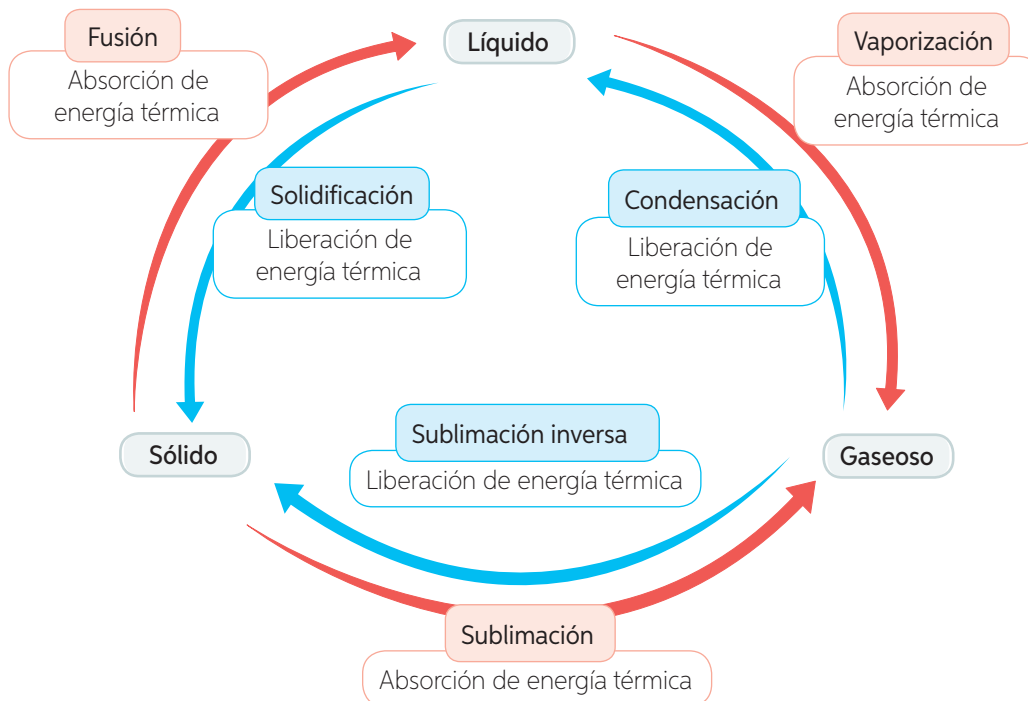 Fusión
Absorción de
energía térmica
Líquido
Vaporización
Absorción de
energía térmica
Solidificación
Liberación de
energía térmica
Condensación
Liberación de
energía térmica
Sólido
Sublimación inversa
Liberación de energía térmica
Gaseoso
Sublimación
Absorción de energía térmica